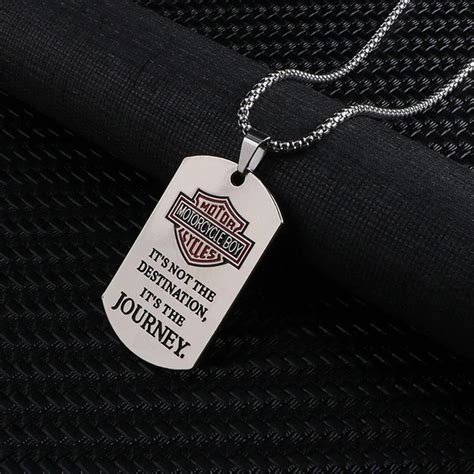 MOTOR
MOTORCYCLE BOY
CYCLES
IT'S NOT THE
DESTINATION,
IT'S THE
JOURNEY.